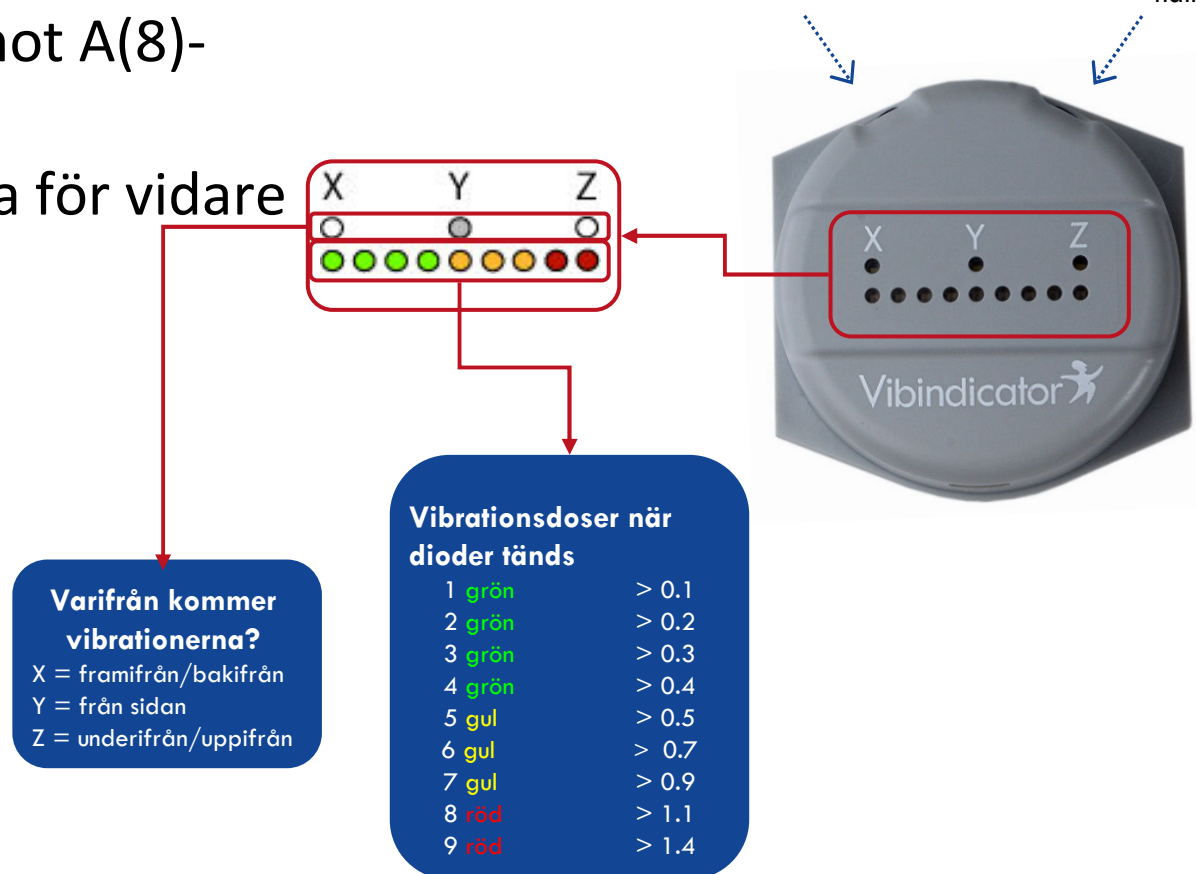 mot A(8)-
a för vidare
X Y Z
X Y Z
Vibindicator
Vibrationsdoser när
dioder tänds
1 grön > 0.1
2 grön > 0.2
3 grön > 0.3
4 grön > 0.4
5 gul > 0.5
6 gul > 0.7
7 gul > 0.9
8 röd > 1.1
9 röd > 1.4
Varifrån kommer
vibrationerna?
X = framifrån/bakifrån
Y = från sidan
Z = underifrån/uppifrån